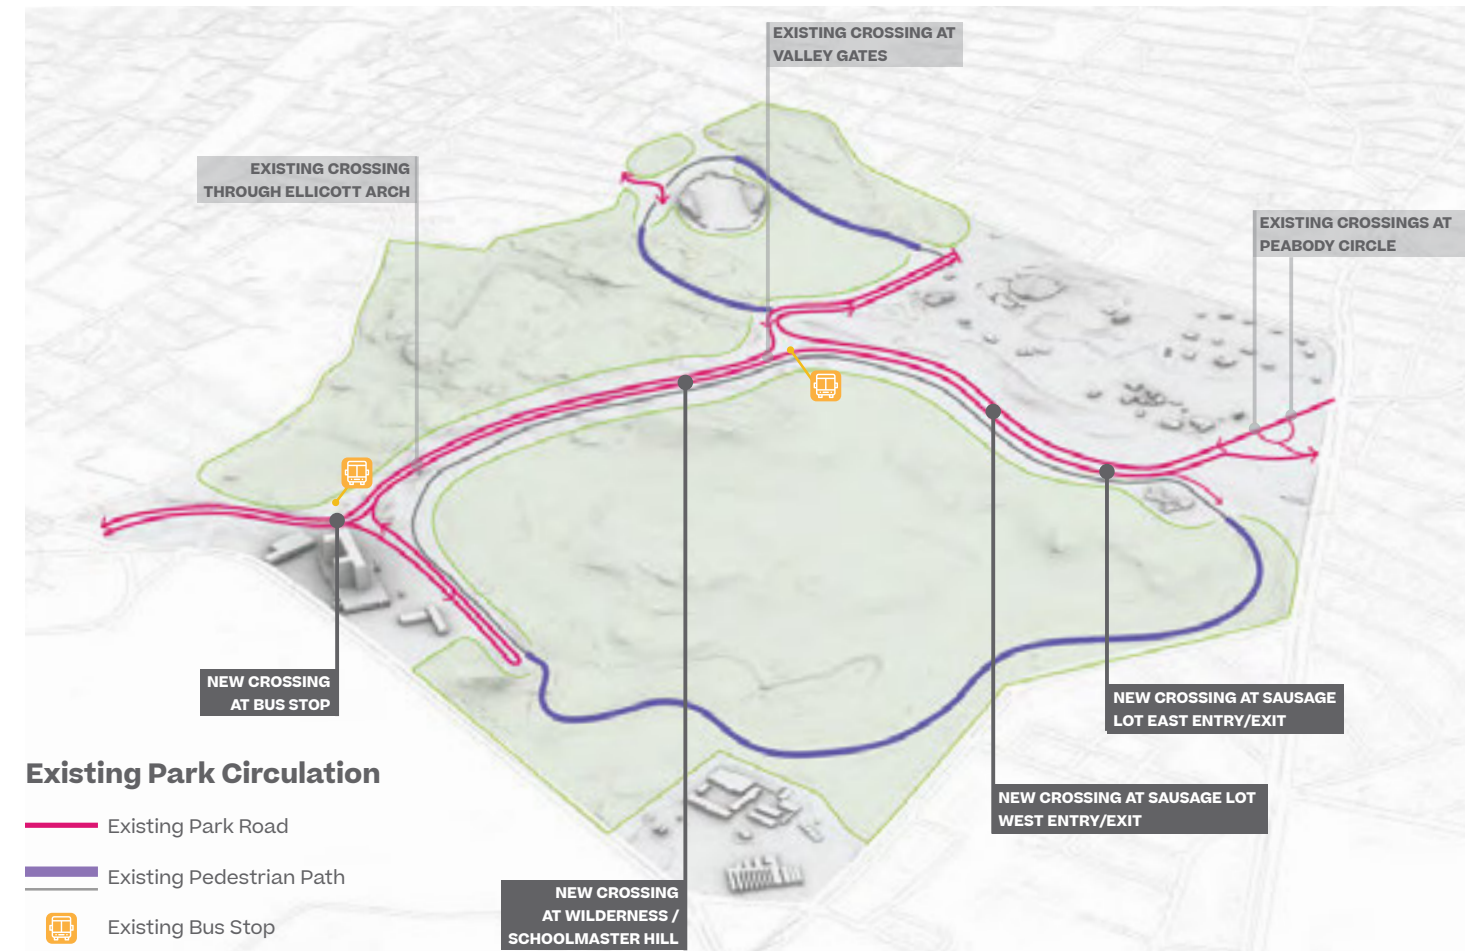 EXISTING CROSSING AT
VALLEY GATES
EXISTING CROSSING
THROUGH ELLICOTT ARCH
EXISTING CROSSINGS AT
PEABODY CIRCLE
NEW CROSSING
AT BUS STOP
NEW CROSSING AT SAUSAGE
LOT EAST ENTRY/EXIT
NEW CROSSING AT SAUSAGE LOT
WEST ENTRY/EXIT
NEW CROSSING
AT WILDERNESS /
SCHOOLMASTER HILL
Existing Park Circulation
Existing Park Road
Existing Pedestrian Path
Existing Bus Stop